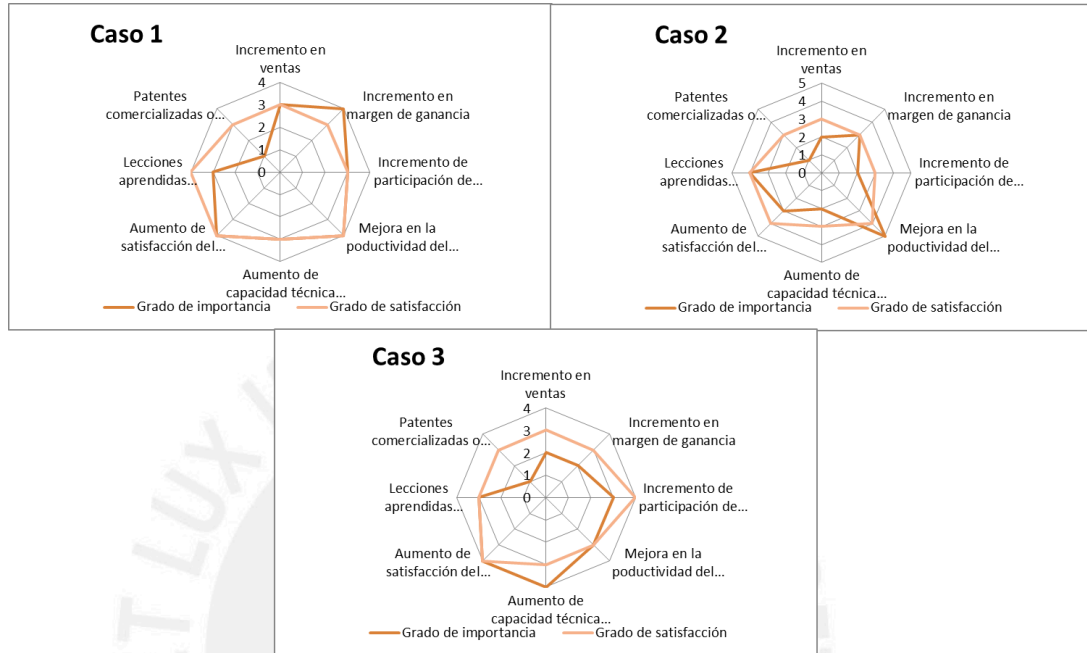 Caso 1
Incremento en
ventas
4
3
2
1
0
Incremento en
margen de ganancia
Incremento de
participación de...
Mejora en la
poductividad del...
Aumento de
capacidad técnica...
Aumento de
satisfacción del...
Lecciones
aprendidas...
Patentes
comercializadas o...
Grado de importancia
Grado de satisfacción
Caso 2
Incremento en
ventas
5
4
3
2
1
0
Incremento en
margen de ganancia
Incremento de
participación de...
Mejora en la
poductividad del...
Aumento de
capacidad técnica...
Aumento de
satisfacción del...
Lecciones
aprendidas...
Patentes
comercializadas o...
Grado de importancia
Grado de satisfacción
Caso 3
Incremento en
ventas
4
3
2
1
0
Incremento en
margen de ganancia
Incremento de
participación de...
Mejora en la
poductividad del...
Aumento de
capacidad técnica...
Aumento de
satisfacción del...
Lecciones
aprendidas...
Patentes
comercializadas o...
Grado de importancia
Grado de satisfacción
T LUX